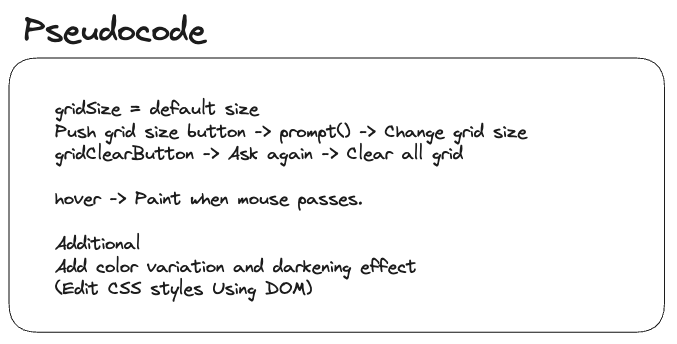 Pseudocode
gridSize = default size
Push grid size button -> prompt() -> Change grid size
gridClearButton -> Ask again -> Clear all grid
hover -> Paint when mouse passes.
Additional
Add color variation and darkening effect
(Edit CSS styles Using DOM)